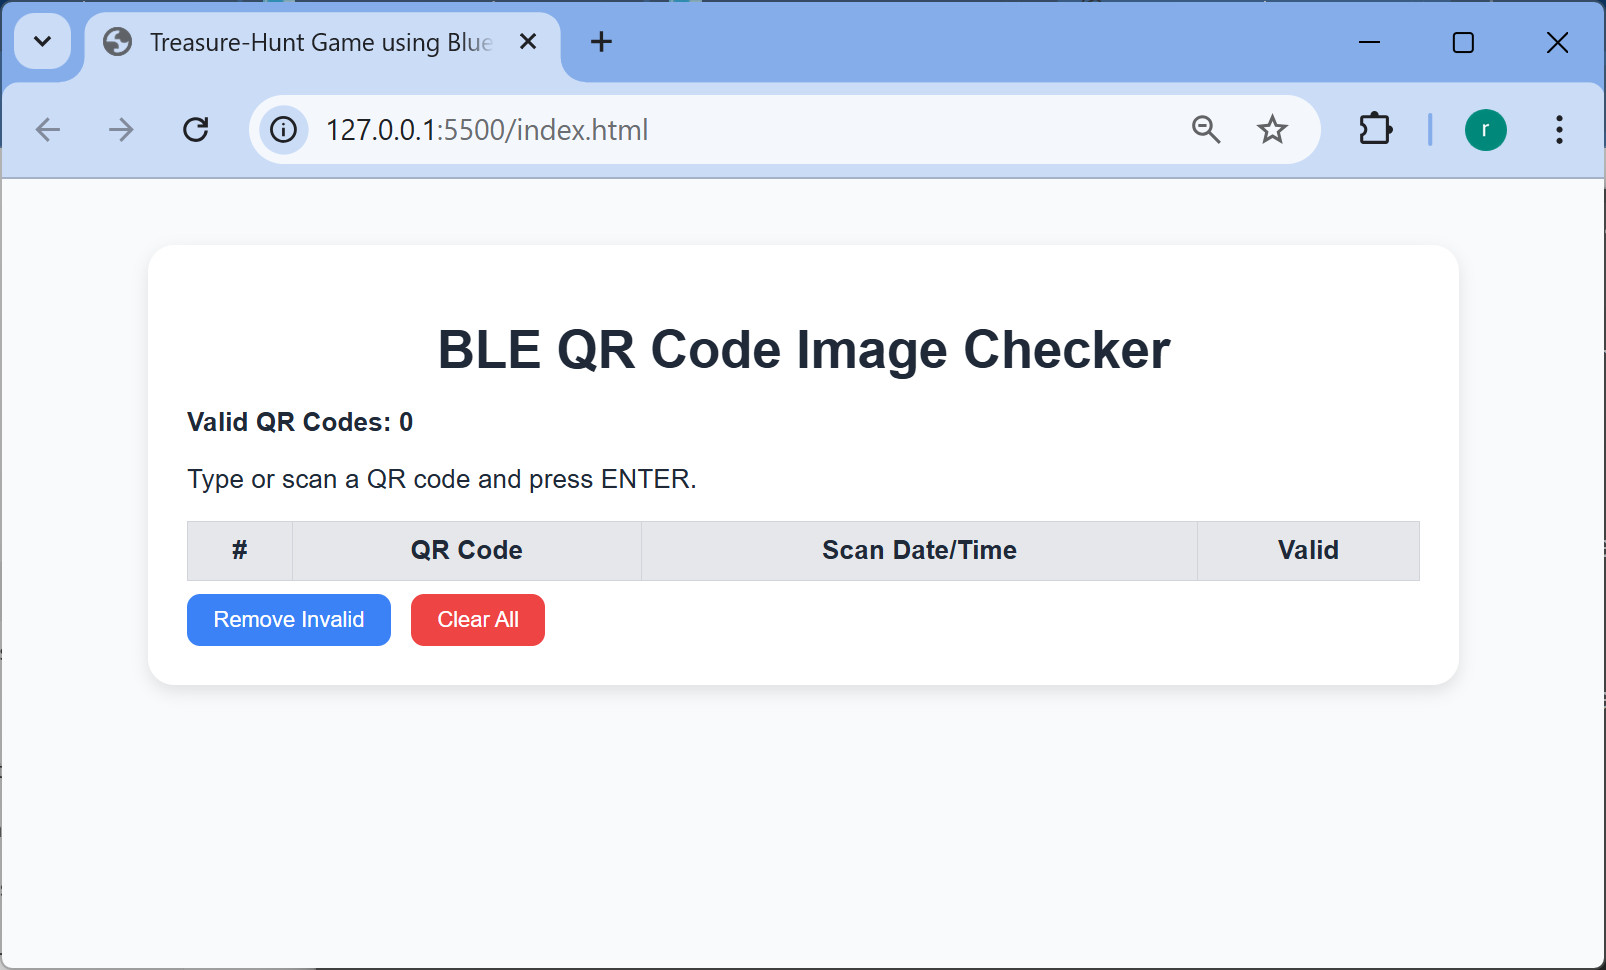 Treasure-Hunt Game using Blue
127.0.0.1:5500/index.html
r
BLE QR Code Image Checker
Valid QR Codes: 0
Type or scan a QR code and press ENTER.
# QR Code Scan Date/Time Valid
Remove Invalid Clear All